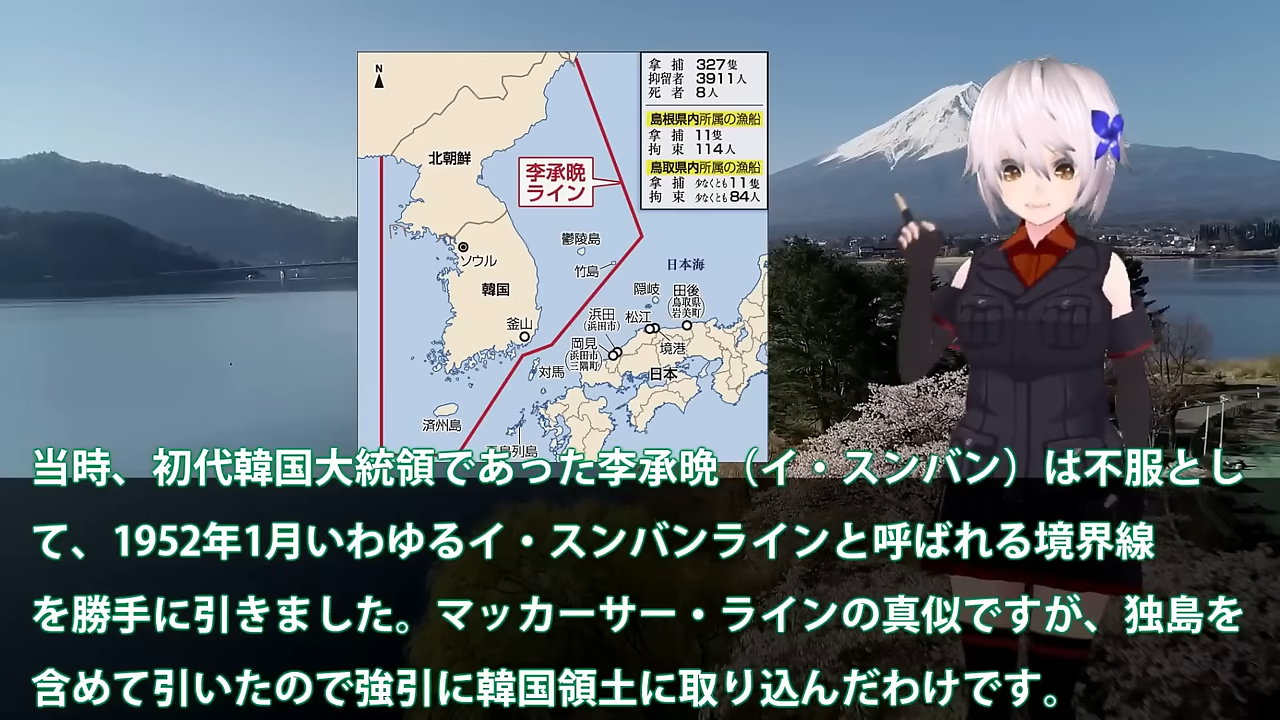 N
北朝鮮
李承晩
ライン
ソウル
韓国
釜山
鬱陵島
竹島
日本海
隠岐
田後
(鳥取県
岩美町)
浜田
(浜田市)
松江
岡見
(浜田市
三隅町)
境港
対馬
日本
済州島
列島
拿捕 327隻
抑留者 3911人
死者 8人
島根県内所属の漁船
拿捕 11隻
拘束 114人
鳥取県内所属の漁船
拿捕 少なくとも11隻
拘束 少なくとも84人
当時、初代韓国大統領であった李承晩（イ・スンバン）は不服とし
て、1952年1月いわゆるイ・スンバンラインと呼ばれる境界線
を勝手に引きました。マッカーサー・ラインの真似ですが、独島を
含めて引いたので強引に韓国領土に取り込んだわけです。